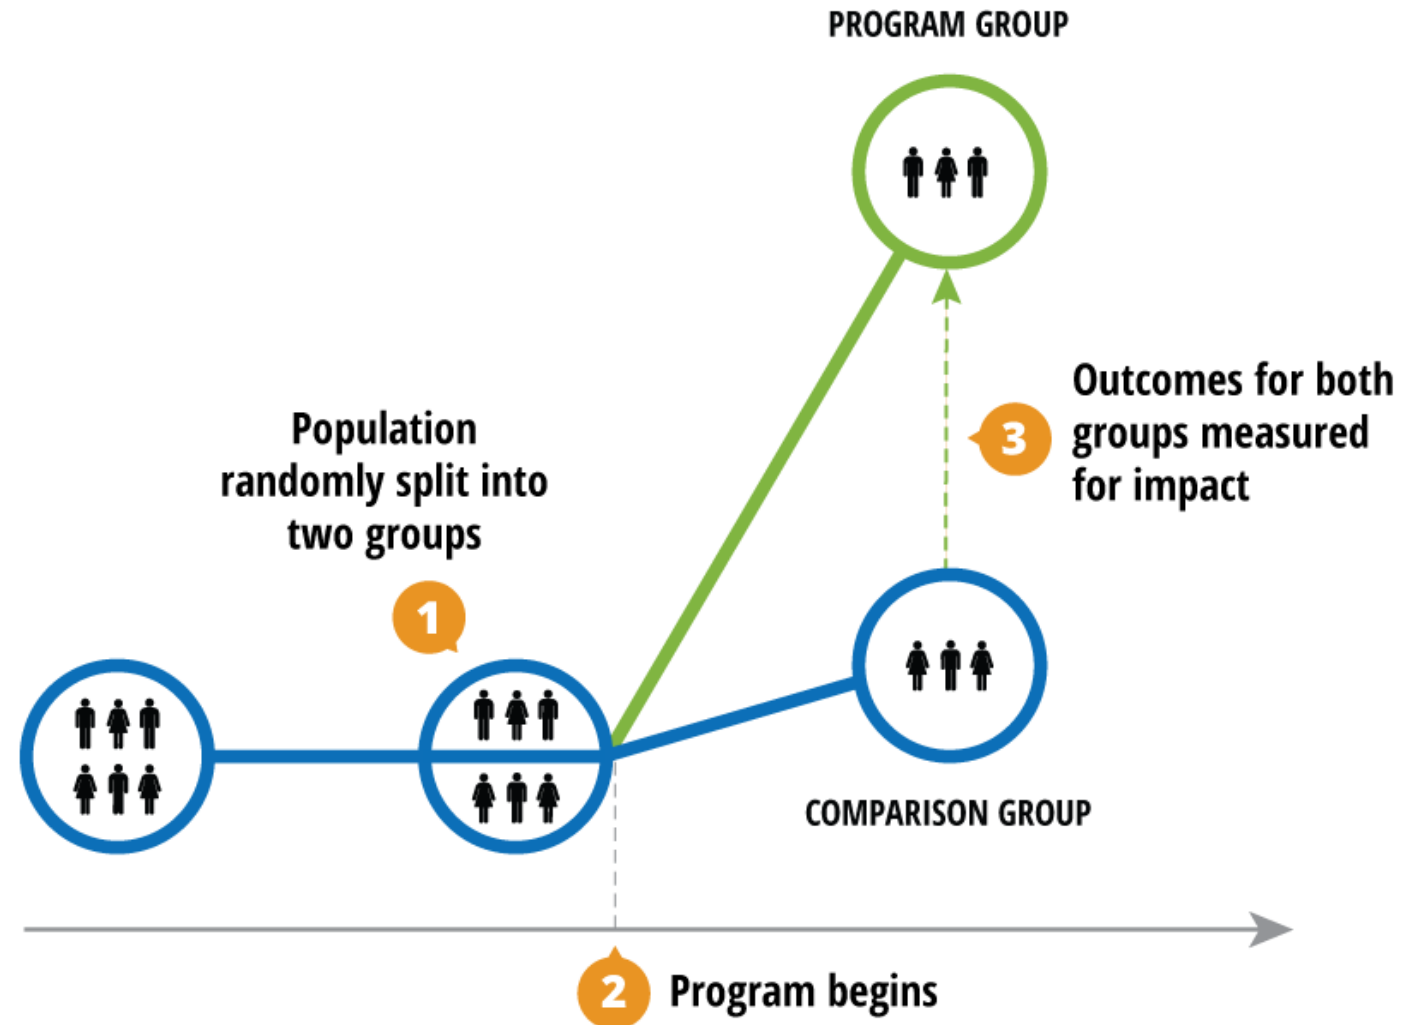 PROGRAM GROUP
Population
randomly split into
two groups
1
3
Outcomes for both
groups measured
for impact
COMPARISON GROUP
2
Program begins